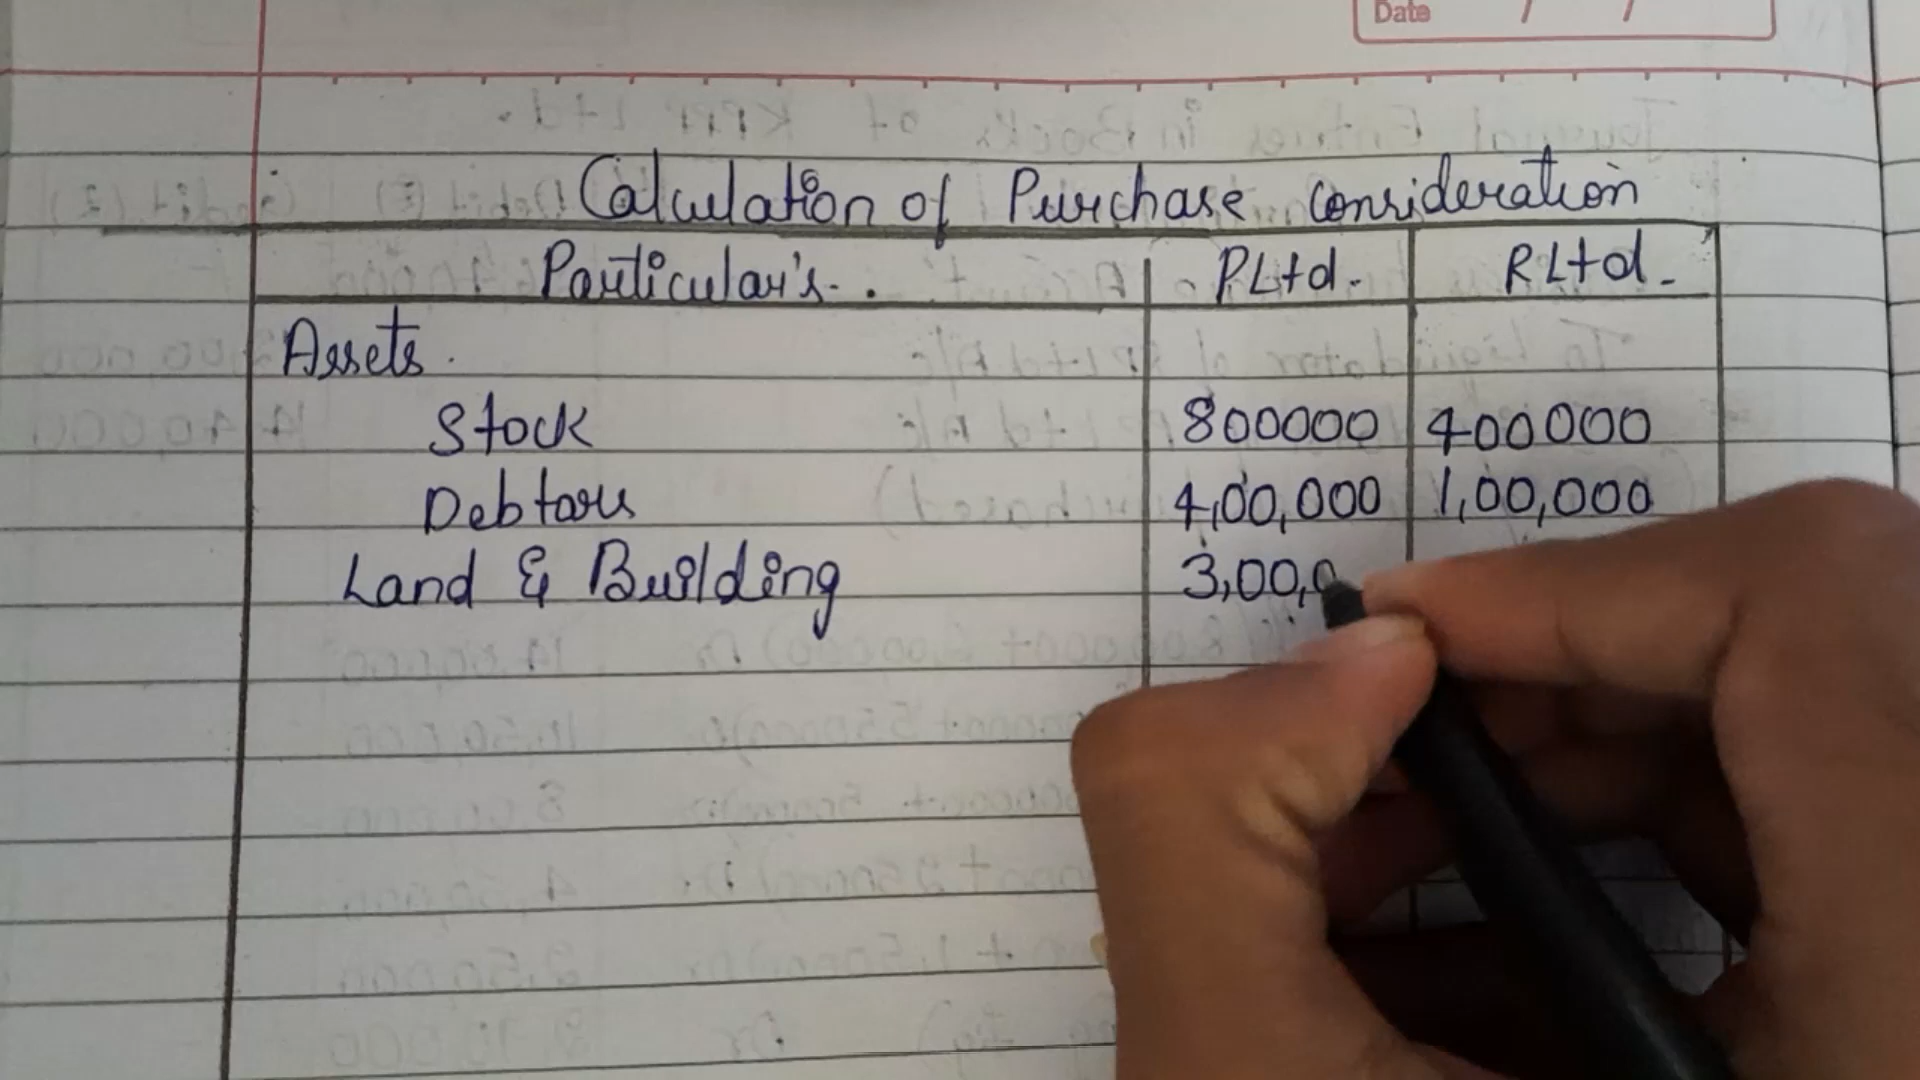 Date / /
Calculation of Purchase Consideration
Particular's. P Ltd. R Ltd.
Assets.
Stock 800000 400000
Debtors 4,00,000 1,00,000
Land & Building 3,00,0